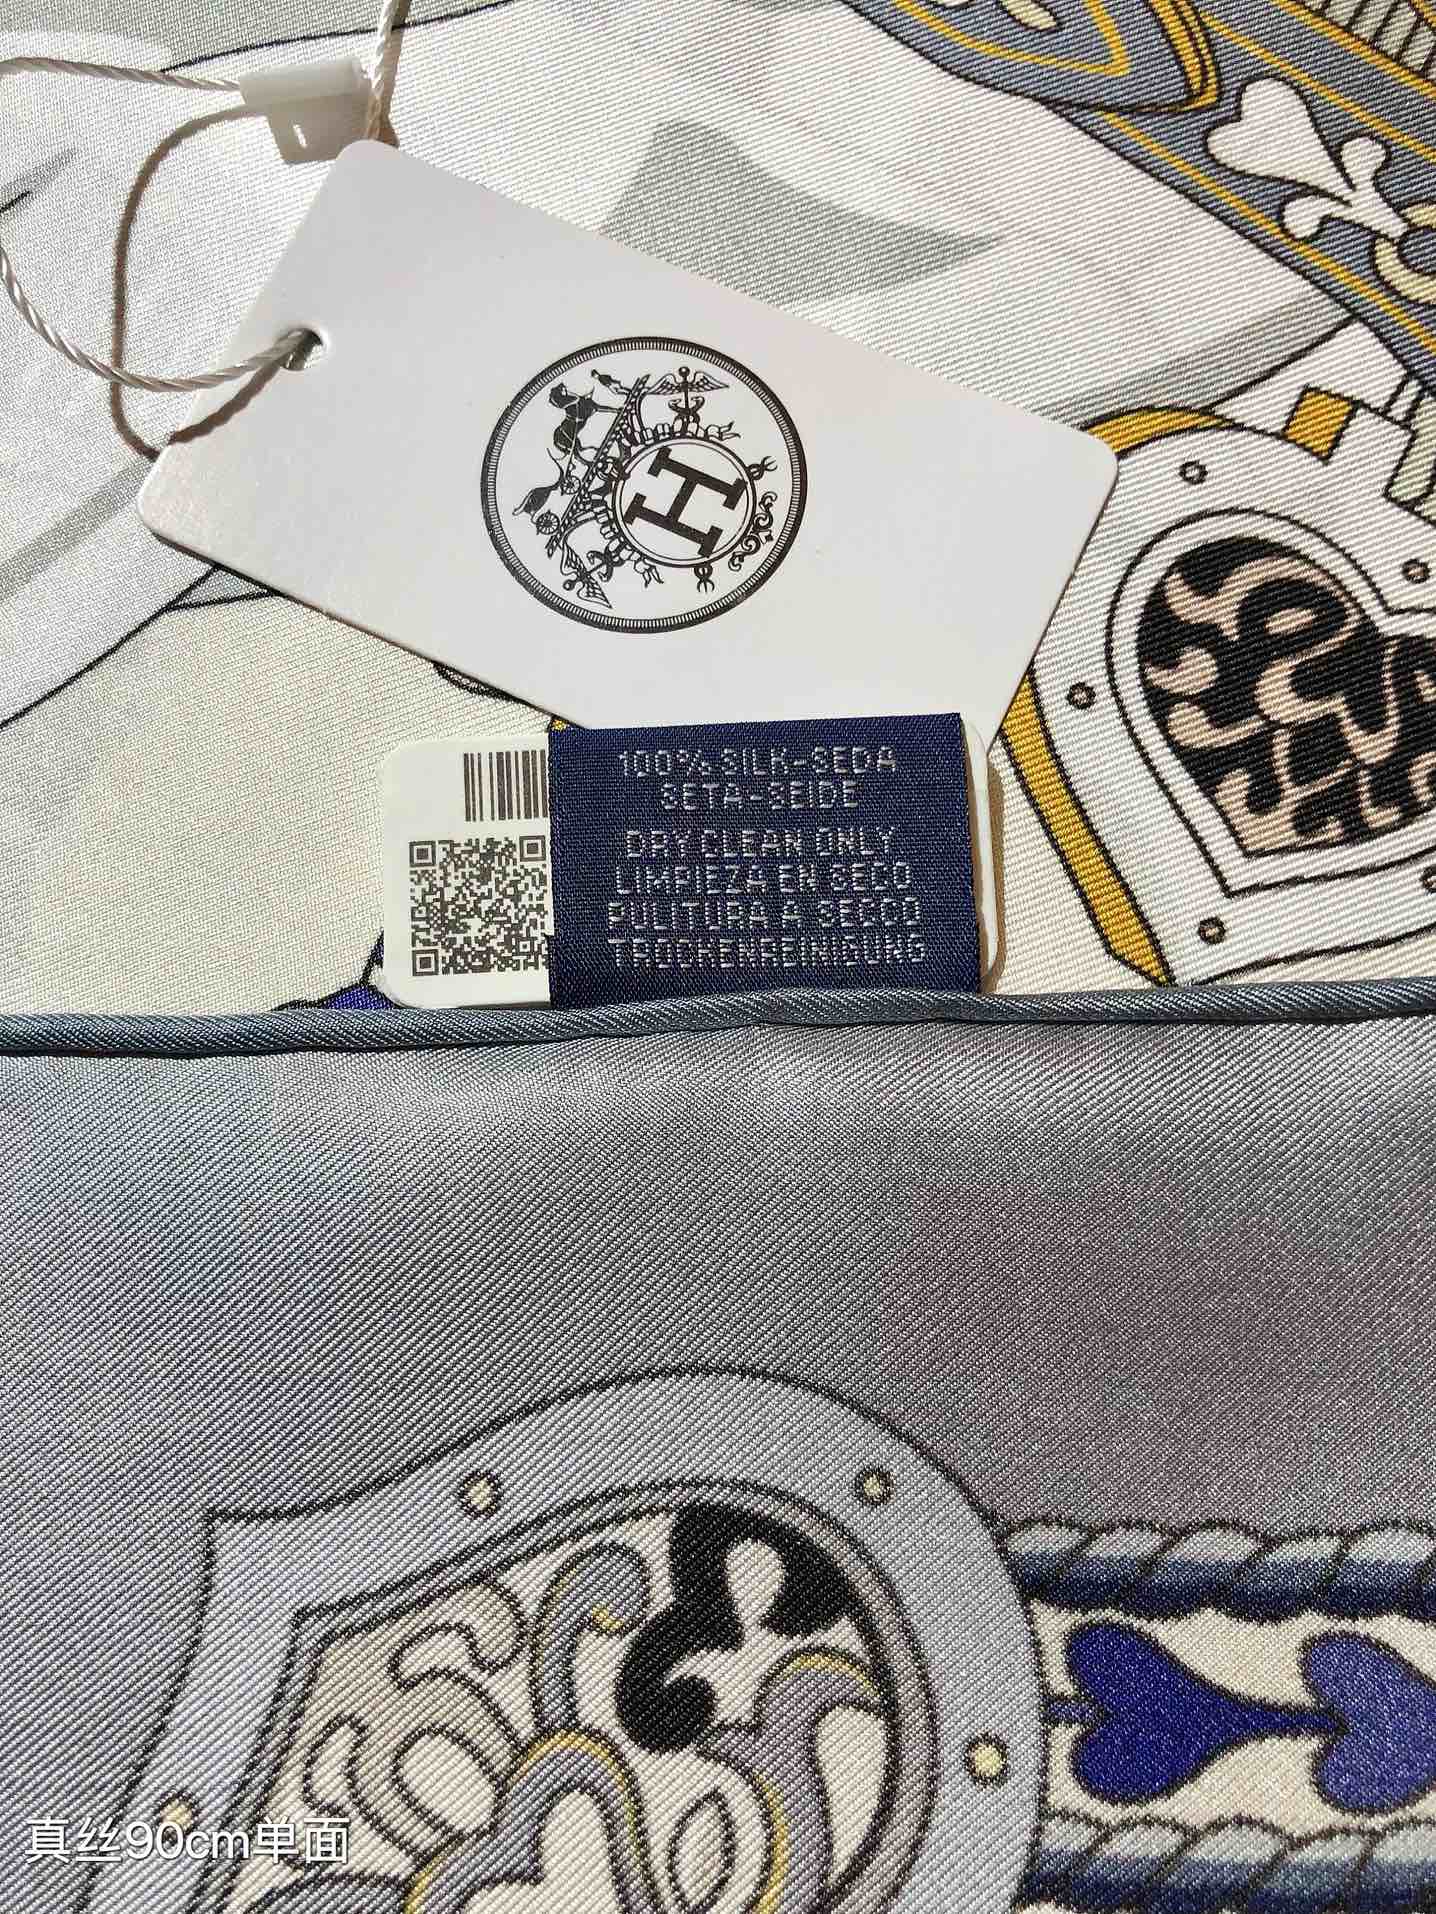 H
100% SILK-SEDA
SETA-SEIDE
DRY CLEAN ONLY
LIMPIEZA EN SECO
PULITURA A SECCO
TROCKENREINIGUNG
真丝90cm单面